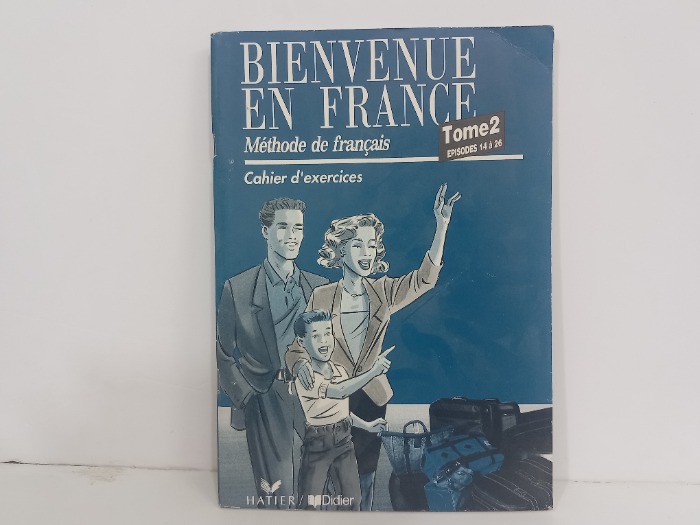 BIENVENUE
EN FRANCE
Tome2
EPISODES 14 à 26
Méthode de français
Cahier d'exercices
HATIER / Didier